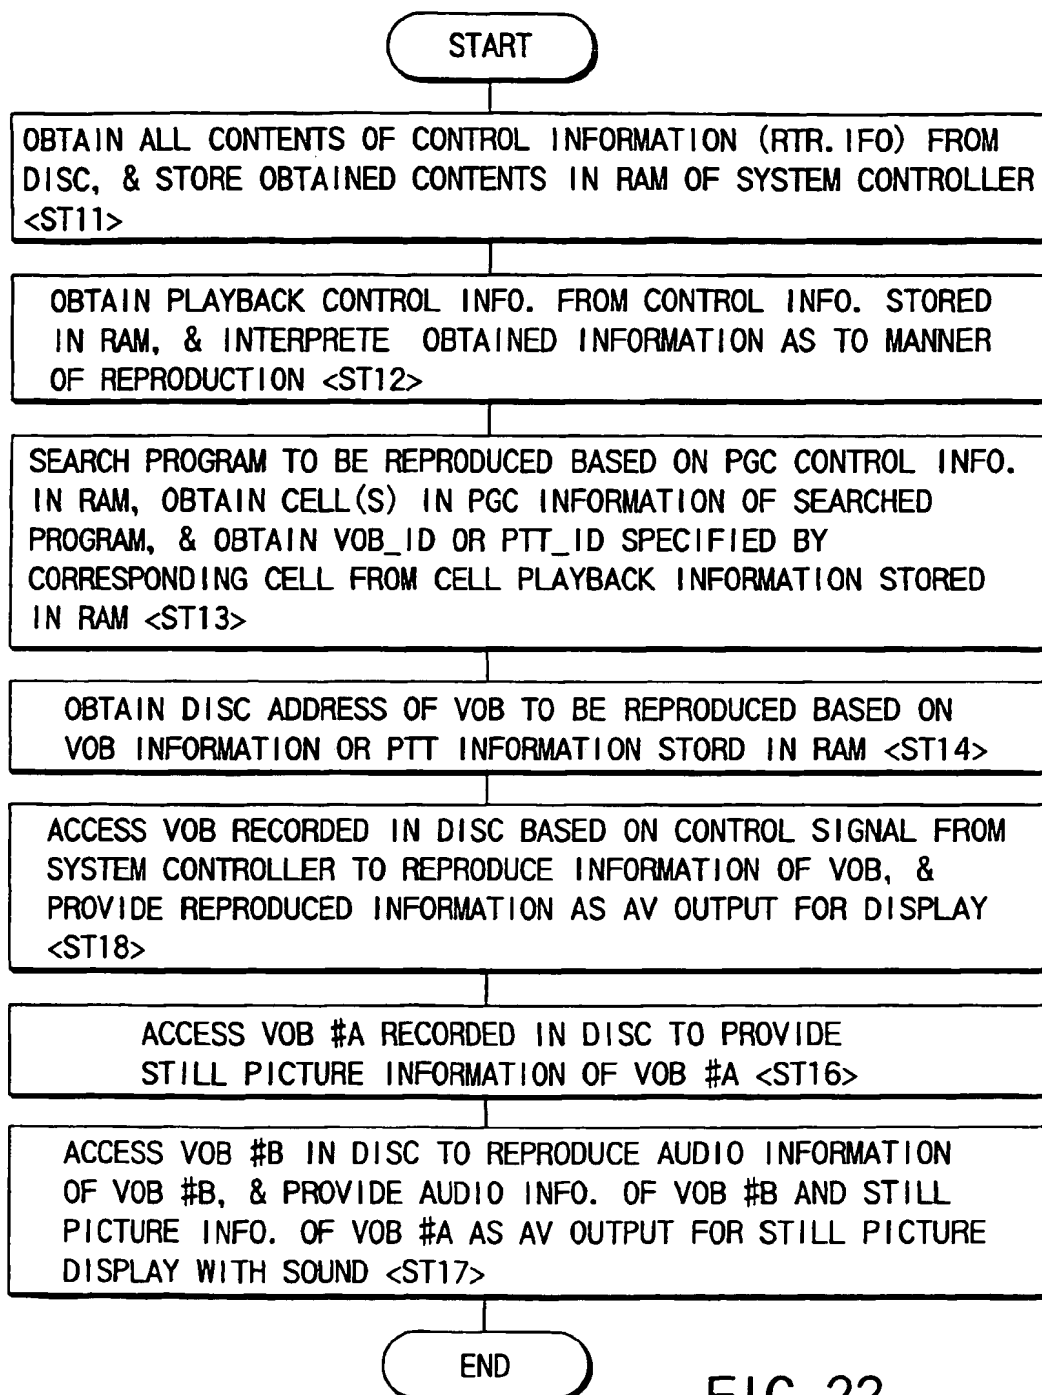 START
OBTAIN ALL CONTENTS OF CONTROL INFORMATION (RTR.IFO) FROM
DISC, & STORE OBTAINED CONTENTS IN RAM OF SYSTEM CONTROLLER
<ST11>
OBTAIN PLAYBACK CONTROL INFO. FROM CONTROL INFO. STORED
IN RAM, & INTERPRETE OBTAINED INFORMATION AS TO MANNER
OF REPRODUCTION <ST12>
SEARCH PROGRAM TO BE REPRODUCED BASED ON PGC CONTROL INFO.
IN RAM, OBTAIN CELL(S) IN PGC INFORMATION OF SEARCHED
PROGRAM, & OBTAIN VOB_ID OR PTT_ID SPECIFIED BY
CORRESPONDING CELL FROM CELL PLAYBACK INFORMATION STORED
IN RAM <ST13>
OBTAIN DISC ADDRESS OF VOB TO BE REPRODUCED BASED ON
VOB INFORMATION OR PTT INFORMATION STORD IN RAM <ST14>
ACCESS VOB RECORDED IN DISC BASED ON CONTROL SIGNAL FROM
SYSTEM CONTROLLER TO REPRODUCE INFORMATION OF VOB, &
PROVIDE REPRODUCED INFORMATION AS AV OUTPUT FOR DISPLAY
<ST18>
ACCESS VOB #A RECORDED IN DISC TO PROVIDE
STILL PICTURE INFORMATION OF VOB #A <ST16>
ACCESS VOB #B IN DISC TO REPRODUCE AUDIO INFORMATION
OF VOB #B, & PROVIDE AUDIO INFO. OF VOB #B AND STILL
PICTURE INFO. OF VOB #A AS AV OUTPUT FOR STILL PICTURE
DISPLAY WITH SOUND <ST17>
END
FIG. 22